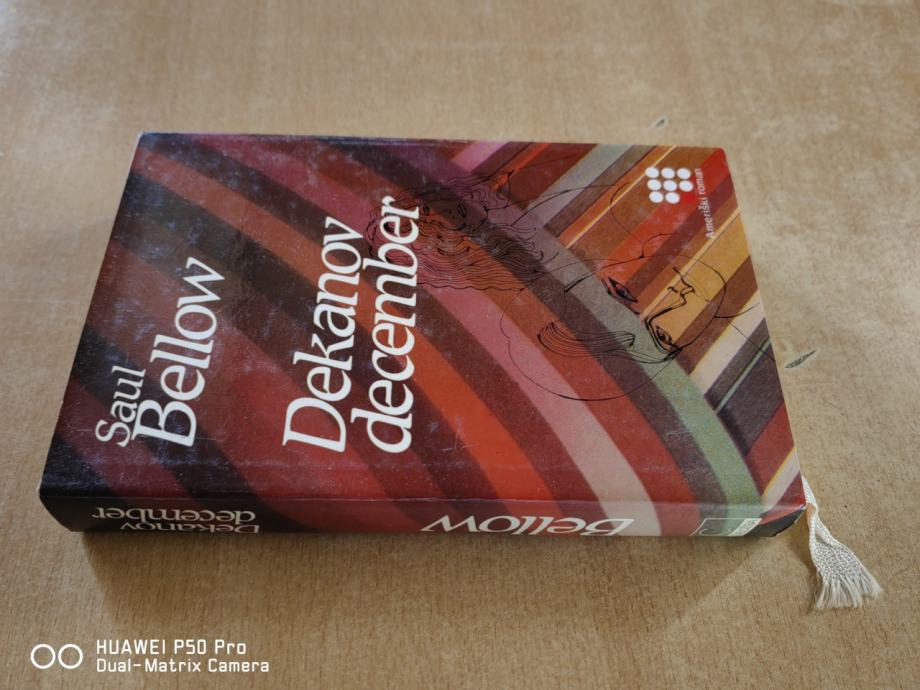 Saul
Bellow
Dekanov
december
Ameriški roman
Dekanov
december
Bellow
HUAWEI P50 Pro
Dual-Matrix Camera